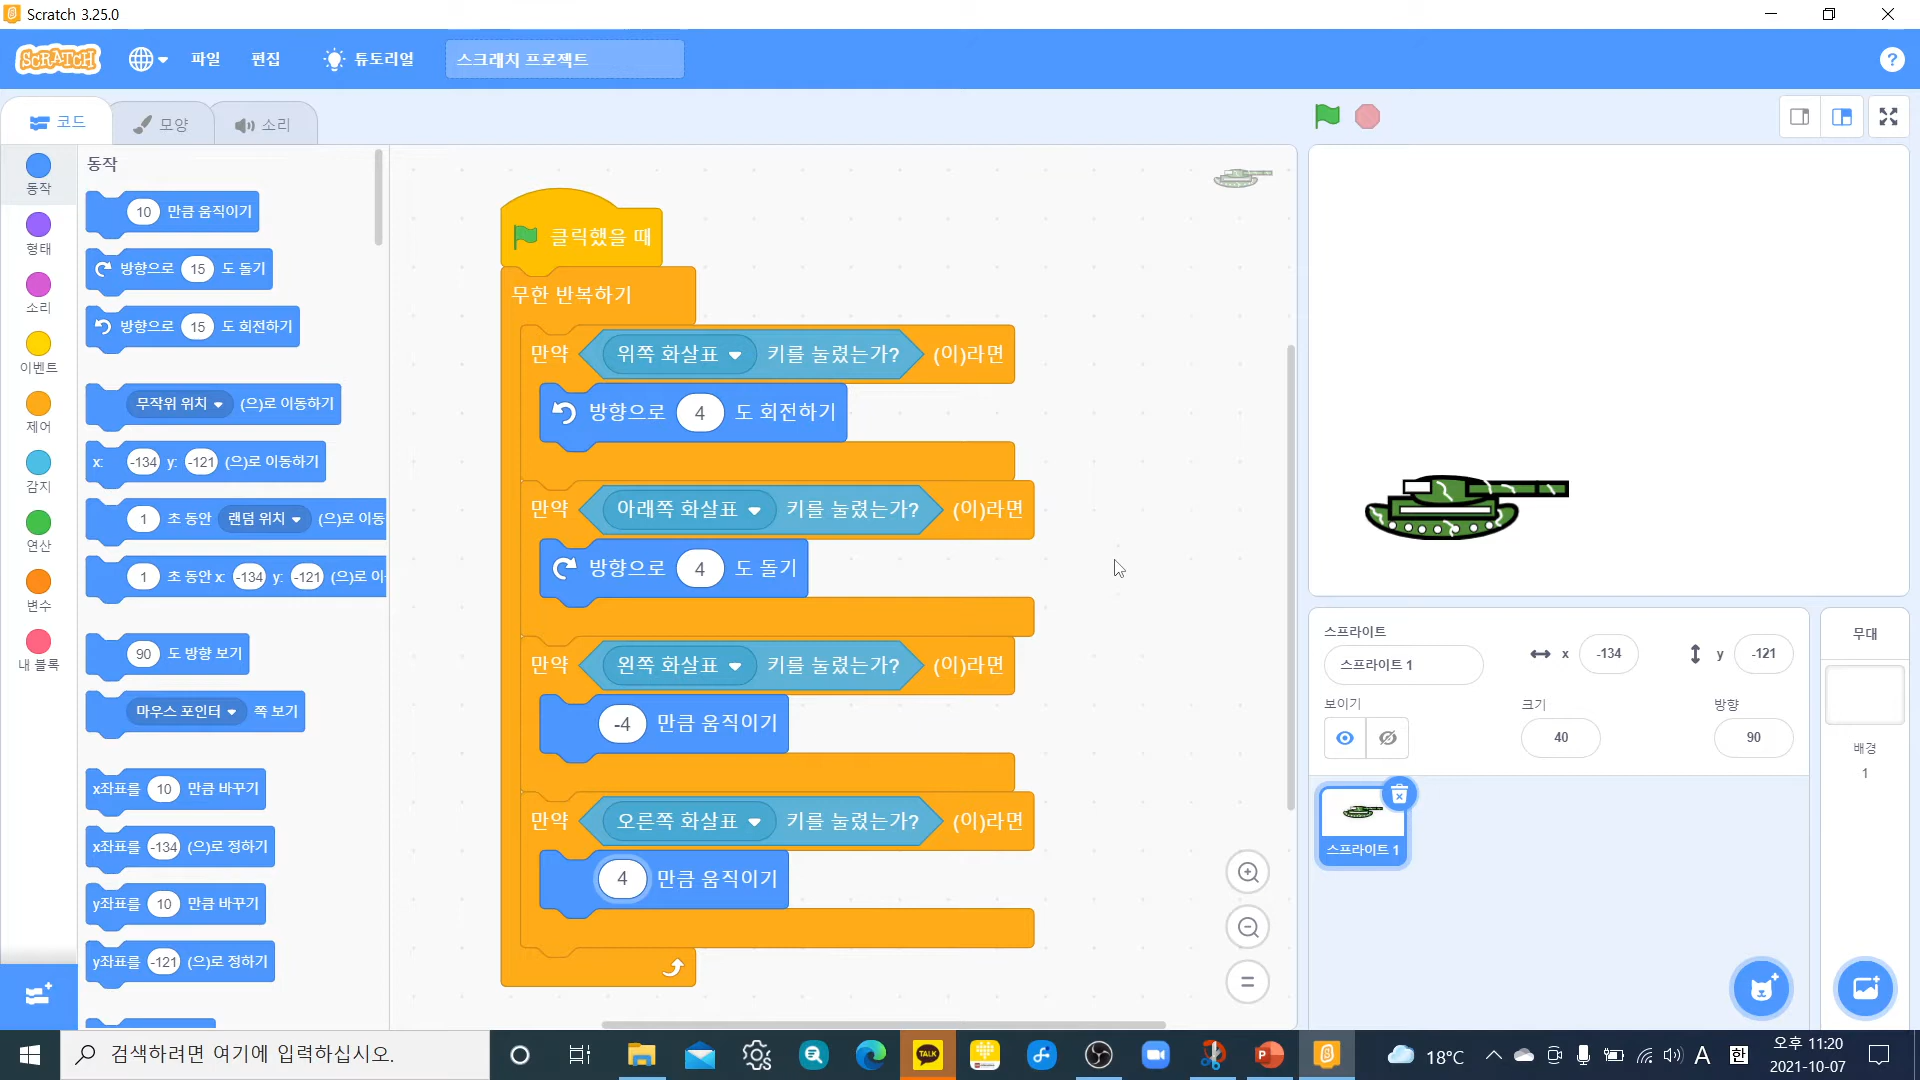 Scratch 3.25.0
SCRATCH
파일
편집
튜토리얼
스크래치 프로젝트
?
코드
모양
소리
동작
형태
소리
이벤트
제어
감지
연산
변수
내 블록
동작
10 만큼 움직이기
방향으로 15 도 돌기
방향으로 15 도 회전하기
무작위 위치 (으)로 이동하기
x: -134 y: -121 (으)로 이동하기
1 초 동안 랜덤 위치 (으)로 이동
1 초 동안 x: -134 y: -121 (으)로 이
90 도 방향 보기
마우스 포인터 쪽 보기
x좌표를 10 만큼 바꾸기
x좌표를 -134 (으)로 정하기
y좌표를 10 만큼 바꾸기
y좌표를 -121 (으)로 정하기
클릭했을 때
무한 반복하기
만약 위쪽 화살표 키를 눌렸는가? (이)라면
방향으로 4 도 회전하기
만약 아래쪽 화살표 키를 눌렸는가? (이)라면
방향으로 4 도 돌기
만약 왼쪽 화살표 키를 눌렸는가? (이)라면
-4 만큼 움직이기
만약 오른쪽 화살표 키를 눌렸는가? (이)라면
4 만큼 움직이기
스프라이트
스프라이트 1
x -134
y -121
보이기
크기
40
방향
90
스프라이트 1
무대
배경
1
검색하려면 여기에 입력하십시오.
TALK
18°C
A
한
오후 11:20
2021-10-07